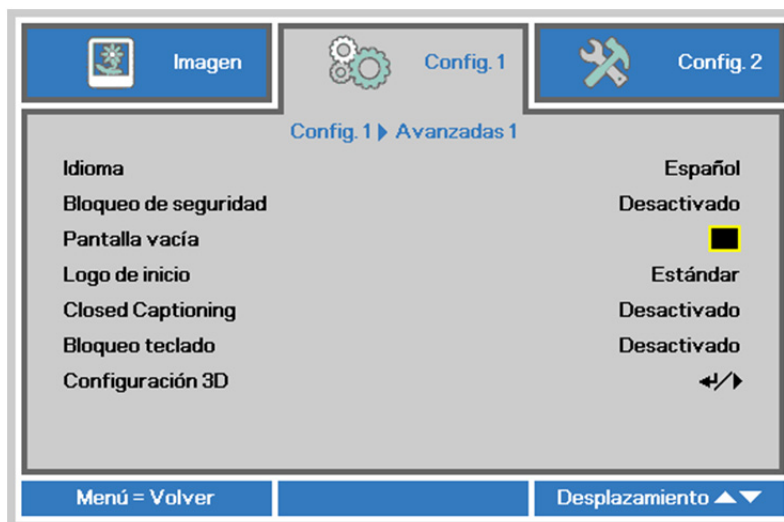 Imagen Config. 1 Config. 2
Config. 1 ▶ Avanzadas 1
Idioma Español
Bloqueo de seguridad Desactivado
Pantalla vacía
Logo de inicio Estándar
Closed Captioning Desactivado
Bloqueo teclado Desactivado
Configuración 3D ↵/▶
Menú = Volver Desplazamiento ▲▼